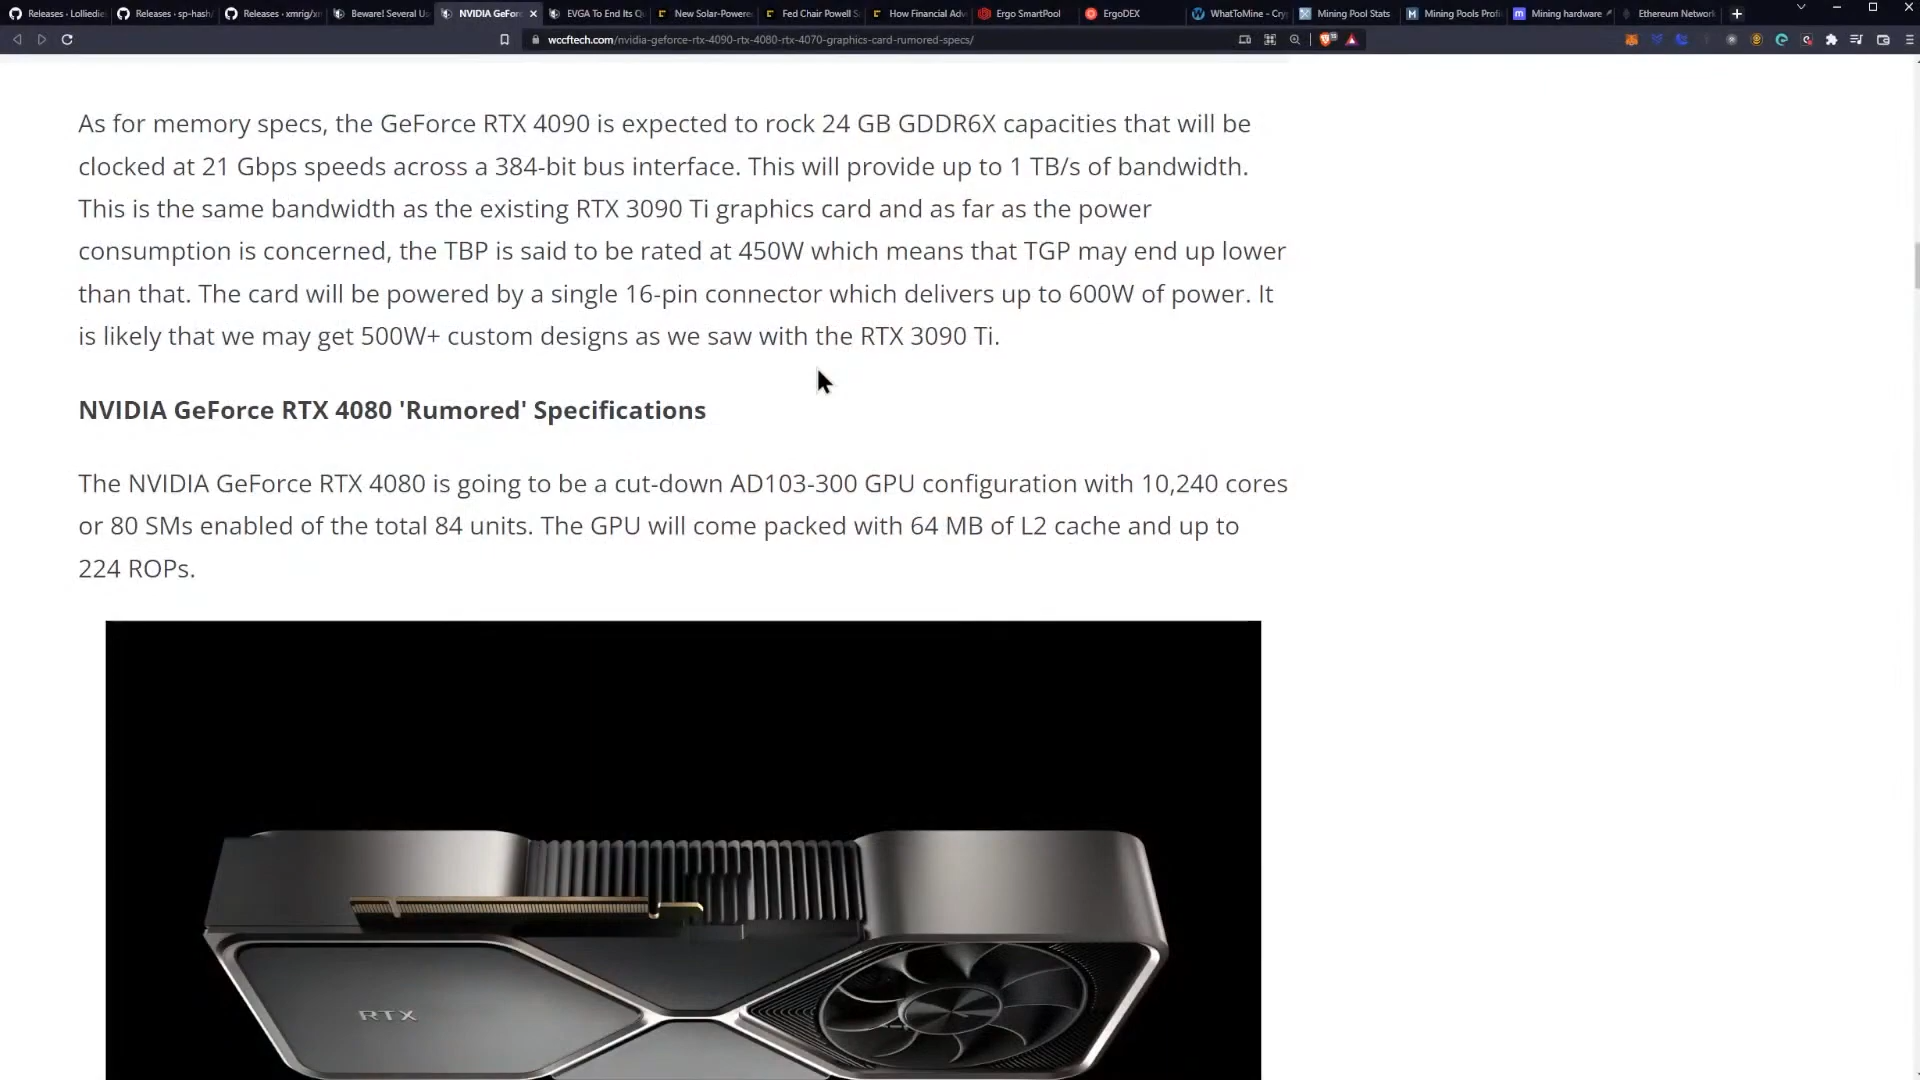 Releases · Lolliedie
Releases · sp-hash/
Releases · xmrig/xm
Beware! Several Us
NVIDIA GeFor
EVGA To End Its Q
New Solar-Powere
Fed Chair Powell S
How Financial Adv
Ergo SmartPool
ErgoDEX
WhatToMine - Cry
Mining Pool Stats
Mining Pools Profi
Mining hardware
Ethereum Network
wccftech.com/nvidia-geforce-rtx-4090-rtx-4080-rtx-4070-graphics-card-rumored-specs/
As for memory specs, the GeForce RTX 4090 is expected to rock 24 GB GDDR6X capacities that will be
clocked at 21 Gbps speeds across a 384-bit bus interface. This will provide up to 1 TB/s of bandwidth.
This is the same bandwidth as the existing RTX 3090 Ti graphics card and as far as the power
consumption is concerned, the TBP is said to be rated at 450W which means that TGP may end up lower
than that. The card will be powered by a single 16-pin connector which delivers up to 600W of power. It
is likely that we may get 500W+ custom designs as we saw with the RTX 3090 Ti.
NVIDIA GeForce RTX 4080 'Rumored' Specifications
The NVIDIA GeForce RTX 4080 is going to be a cut-down AD103-300 GPU configuration with 10,240 cores
or 80 SMs enabled of the total 84 units. The GPU will come packed with 64 MB of L2 cache and up to
224 ROPs.
RTX